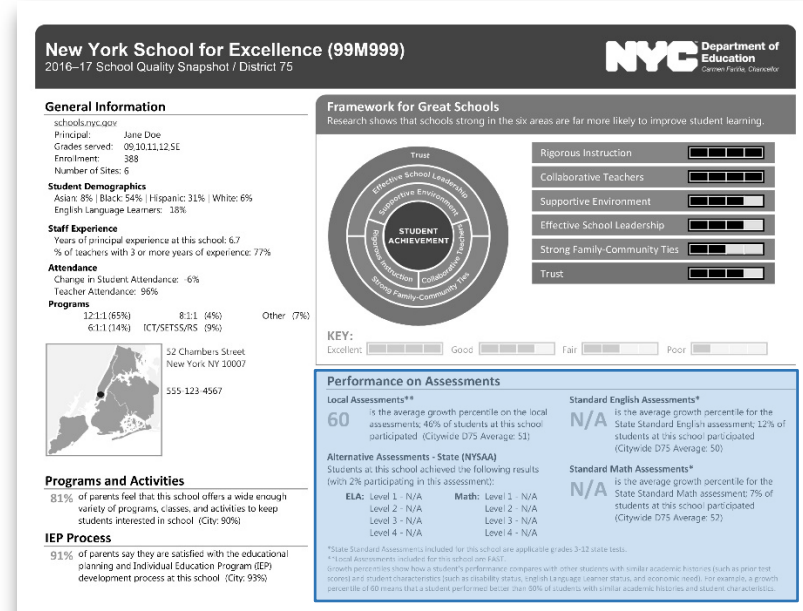 New York School for Excellence (99M999)
2016–17 School Quality Snapshot / District 75
NYC Department of
Education
Carmen Fariña, Chancellor
General Information
schools.nyc.gov
Principal: Jane Doe
Grades served: 09,10,11,12,SE
Enrollment: 388
Number of Sites: 6
Student Demographics
Asian: 8% | Black: 54% | Hispanic: 31% | White: 6%
English Language Learners: 18%
Staff Experience
Years of principal experience at this school: 6.7
% of teachers with 3 or more years of experience: 77%
Attendance
Change in Student Attendance: -6%
Teacher Attendance: 96%
Programs
12:1:1 (65%) 8:1:1 (4%) Other (7%)
6:1:1 (14%) ICT/SETSS/RS (9%)
52 Chambers Street
New York NY 10007
555-123-4567
Programs and Activities
81% of parents feel that this school offers a wide enough
variety of programs, classes, and activities to keep
students interested in school (City: 90%)
IEP Process
91% of parents say they are satisfied with the educational
planning and Individual Education Program (IEP)
development process at this school (City: 93%)
Framework for Great Schools
Research shows that schools strong in the six areas are far more likely to improve student learning.
Trust
Effective School Leadership
Supportive Environment
STUDENT
ACHIEVEMENT
Rigorous Instruction
Collaborative Teachers
Strong Family-Community Ties
Rigorous Instruction
Collaborative Teachers
Supportive Environment
Effective School Leadership
Strong Family-Community Ties
Trust
KEY:
Excellent Good Fair Poor
Performance on Assessments
Local Assessments**
60 is the average growth percentile on the local
assessments; 46% of students at this school
participated (Citywide D75 Average: 51)
Alternative Assessments - State (NYSAA)
Students at this school achieved the following results
(with 2% participating in this assessment):
ELA: Level 1 - N/A Math: Level 1 - N/A
Level 2 - N/A Level 2 - N/A
Level 3 - N/A Level 3 - N/A
Level 4 - N/A Level 4 - N/A
Standard English Assessments*
N/A is the average growth percentile for the
State Standard English assessment; 12% of
students at this school participated
(Citywide D75 Average: 50)
Standard Math Assessments*
N/A is the average growth percentile for the
State Standard Math assessment; 7% of
students at this school participated
(Citywide D75 Average: 52)
*State Standard Assessments included for this school are applicable grades 3-12 state tests.
**Local Assessments included for this school are FAST.
Growth percentiles show how a student's performance compares with other students with similar academic histories (such as prior test
scores) and student characteristics (such as disability status, English Language Learner status, and economic need). For example, a growth
percentile of 60 means that a student performed better than 60% of students with similar academic histories and student characteristics.